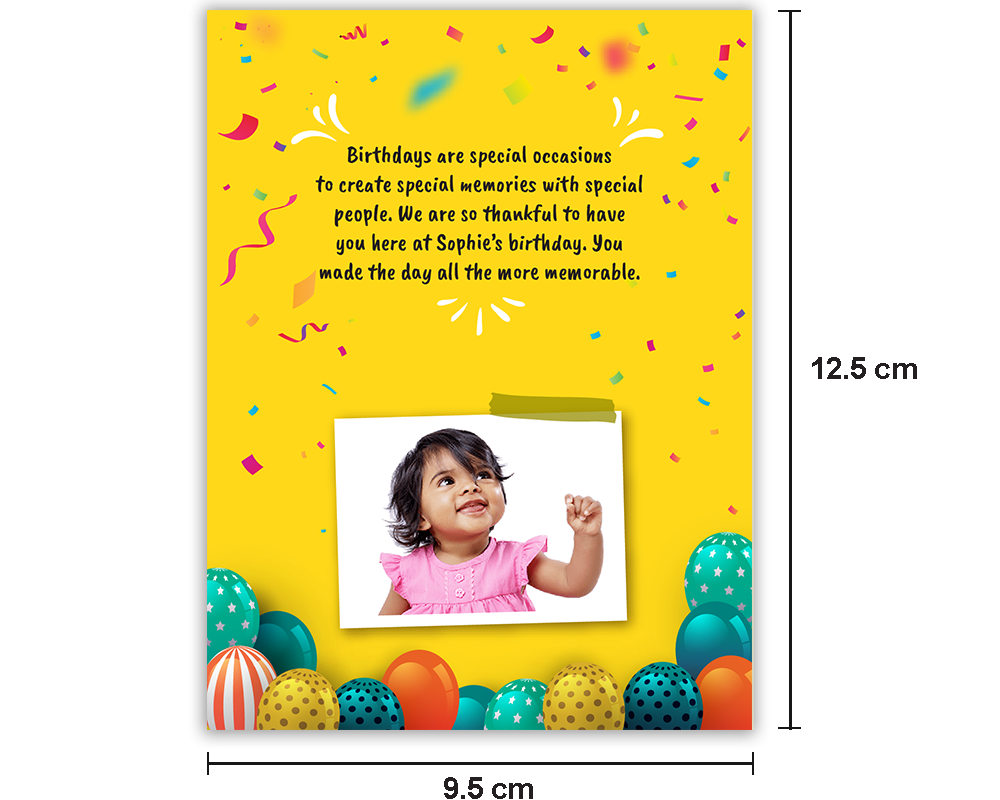 Birthdays are special occasions
to create special memories with special
people. We are so thankful to have
you here at Sophie's birthday. You
made the day all the more memorable.
12.5 cm
9.5 cm